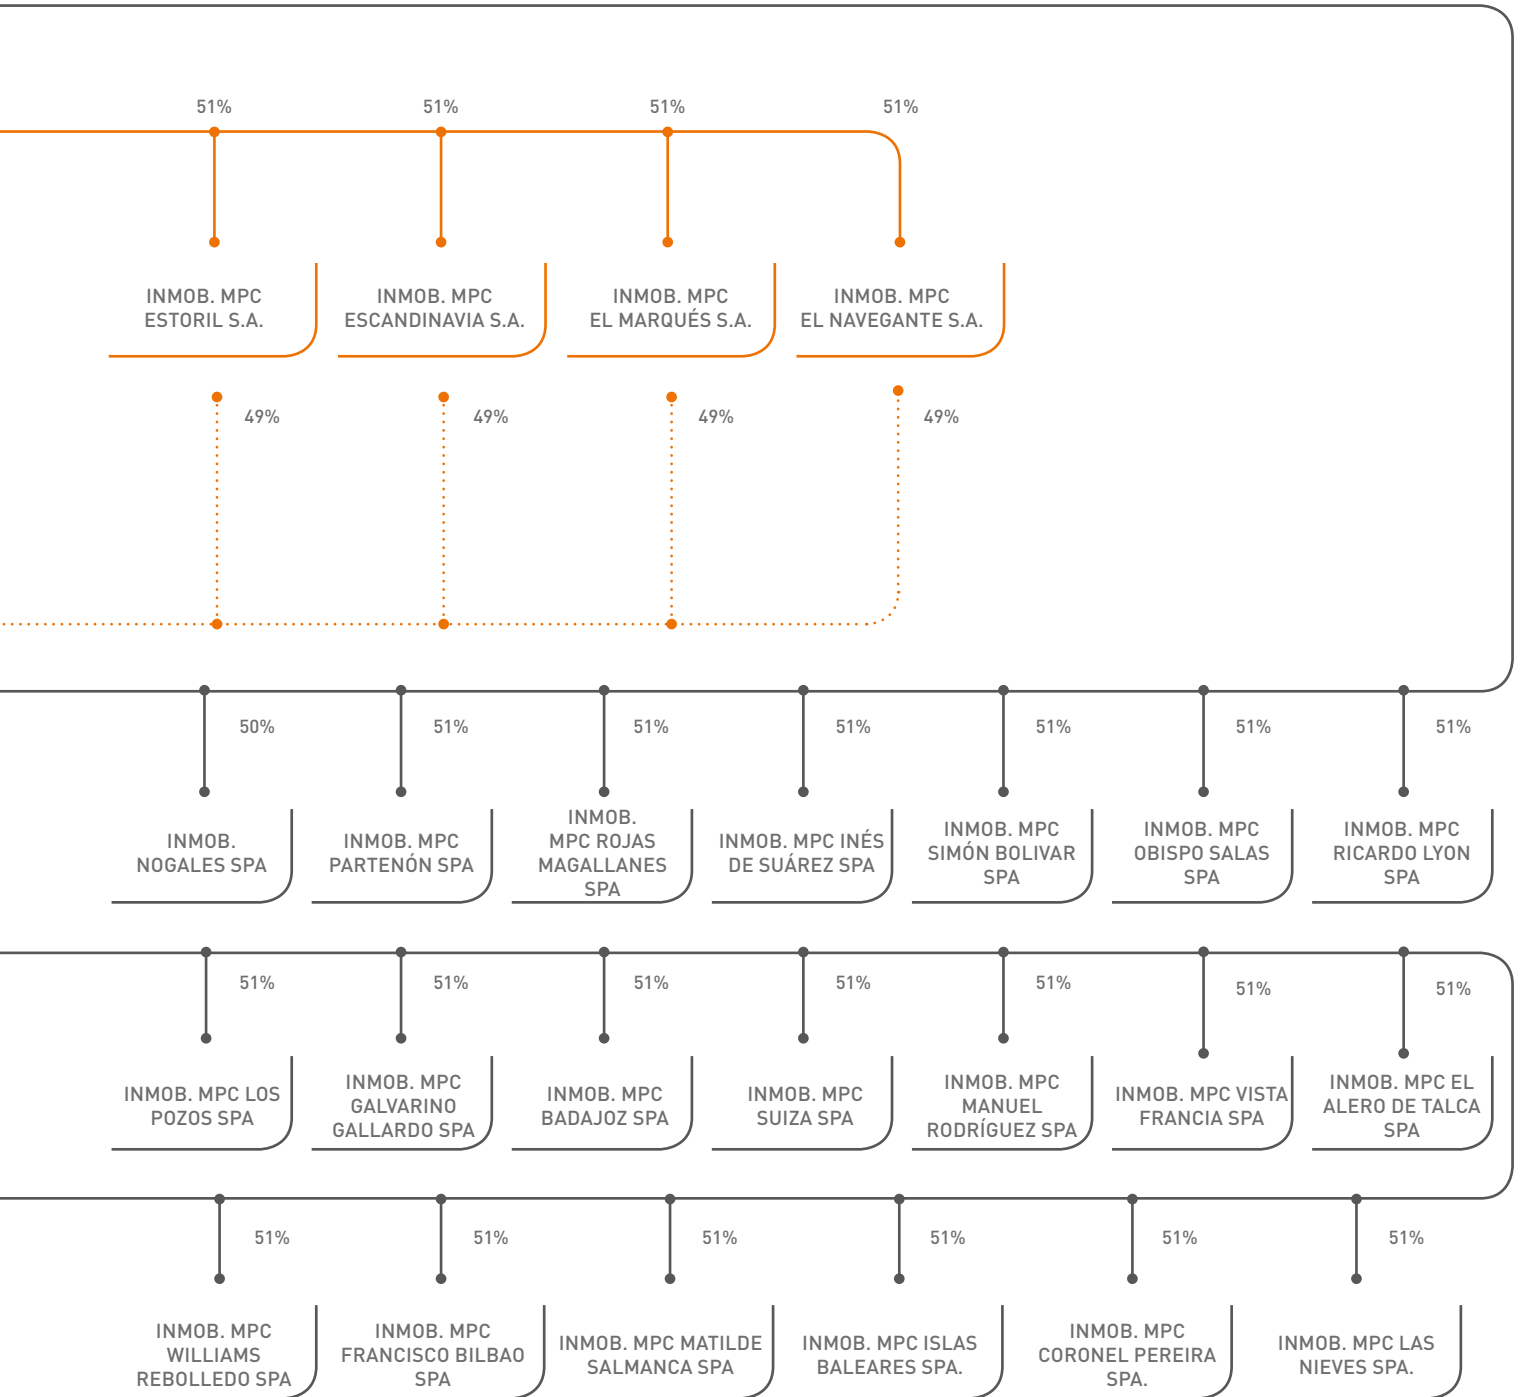 51%
51%
51%
51%
INMOB. MPC
ESTORIL S.A.
INMOB. MPC
ESCANDINAVIA S.A.
INMOB. MPC
EL MARQUÉS S.A.
INMOB. MPC
EL NAVEGANTE S.A.
49%
49%
49%
49%
50%
51%
51%
51%
51%
51%
51%
INMOB.
NOGALES SPA
INMOB. MPC
PARTENÓN SPA
INMOB.
MPC ROJAS
MAGALLANES
SPA
INMOB. MPC INÉS
DE SUÁREZ SPA
INMOB. MPC
SIMÓN BOLIVAR
SPA
INMOB. MPC
OBISPO SALAS
SPA
INMOB. MPC
RICARDO LYON
SPA
51%
51%
51%
51%
51%
51%
51%
INMOB. MPC LOS
POZOS SPA
INMOB. MPC
GALVARINO
GALLARDO SPA
INMOB. MPC
BADAJOZ SPA
INMOB. MPC
SUIZA SPA
INMOB. MPC
MANUEL
RODRÍGUEZ SPA
INMOB. MPC VISTA
FRANCIA SPA
INMOB. MPC EL
ALERO DE TALCA
SPA
51%
51%
51%
51%
51%
51%
INMOB. MPC
WILLIAMS
REBOLLEDO SPA
INMOB. MPC
FRANCISCO BILBAO
SPA
INMOB. MPC MATILDE
SALMANCA SPA
INMOB. MPC ISLAS
BALEARES SPA.
INMOB. MPC
CORONEL PEREIRA
SPA.
INMOB. MPC LAS
NIEVES SPA.